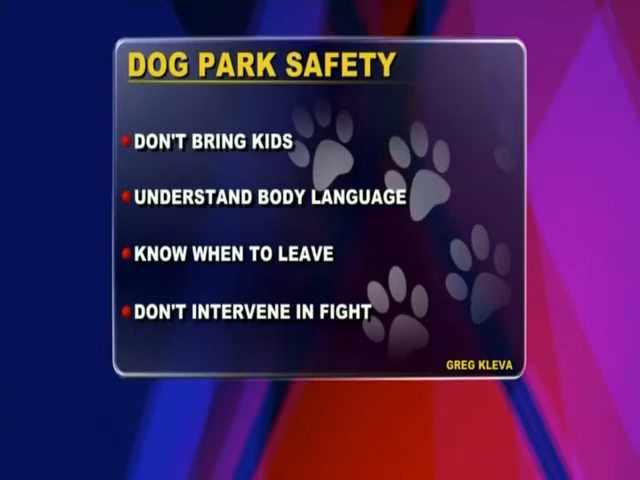 DOG PARK SAFETY
DON'T BRING KIDS
UNDERSTAND BODY LANGUAGE
KNOW WHEN TO LEAVE
DON'T INTERVENE IN FIGHT
GREG KLEVA